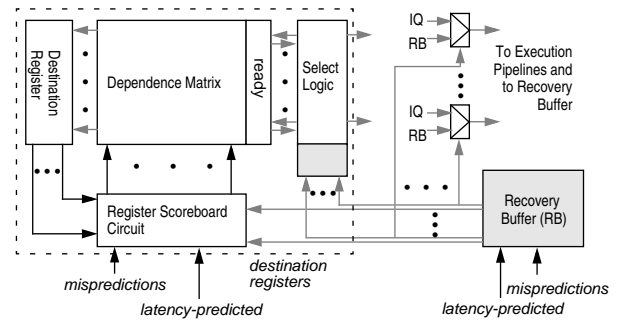 Destination
Register
Dependence Matrix
ready
Select
Logic
IQ
RB
To Execution
Pipelines and
to Recovery
Buffer
IQ
RB
Register Scoreboard
Circuit
Recovery
Buffer (RB)
destination
registers
mispredictions
latency-predicted
mispredictions
latency-predicted